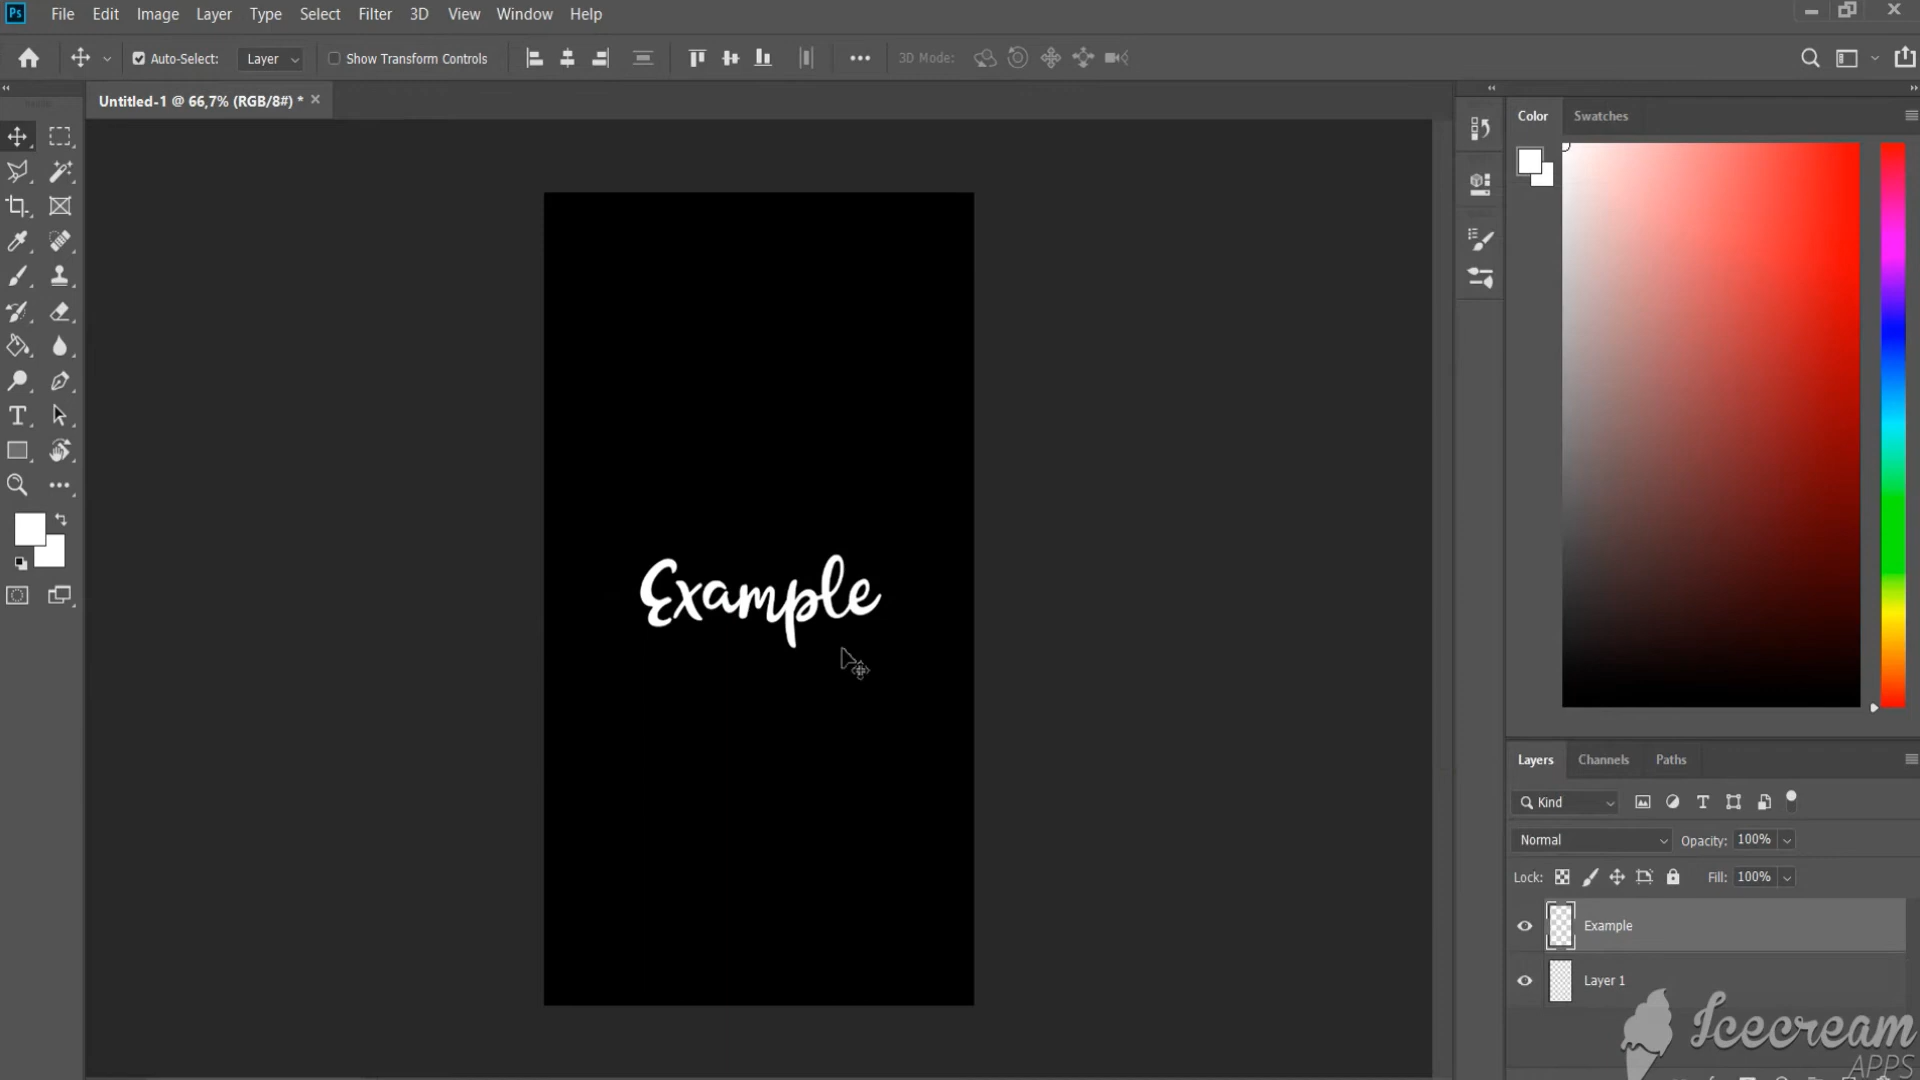 Ps File Edit Image Layer Type Select Filter 3D View Window Help
Auto-Select: Layer Show Transform Controls 3D Mode:
Untitled-1 @ 66,7% (RGB/8#) *
Color Swatches
Example
Layers Channels Paths
Kind
Normal Opacity: 100%
Lock: Fill: 100%
Example
Layer 1
Icecream
APPS